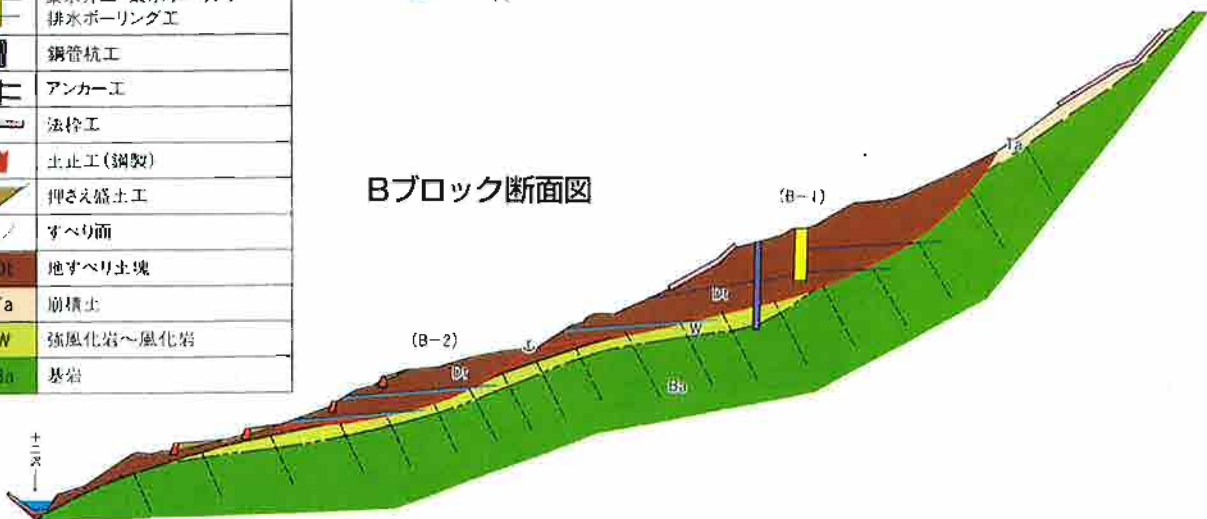 排水ボーリング工
鋼管杭工
アンカー工
法枠工
土止工(鋼製)
押さえ盛土工
すべり面
Dt 地すべり土塊
Ta 崩積土
W 強風化岩～風化岩
Ba 基岩
Bブロック断面図
(B-1)
(B-2)
Ta
Dt
W
Dt
Ba